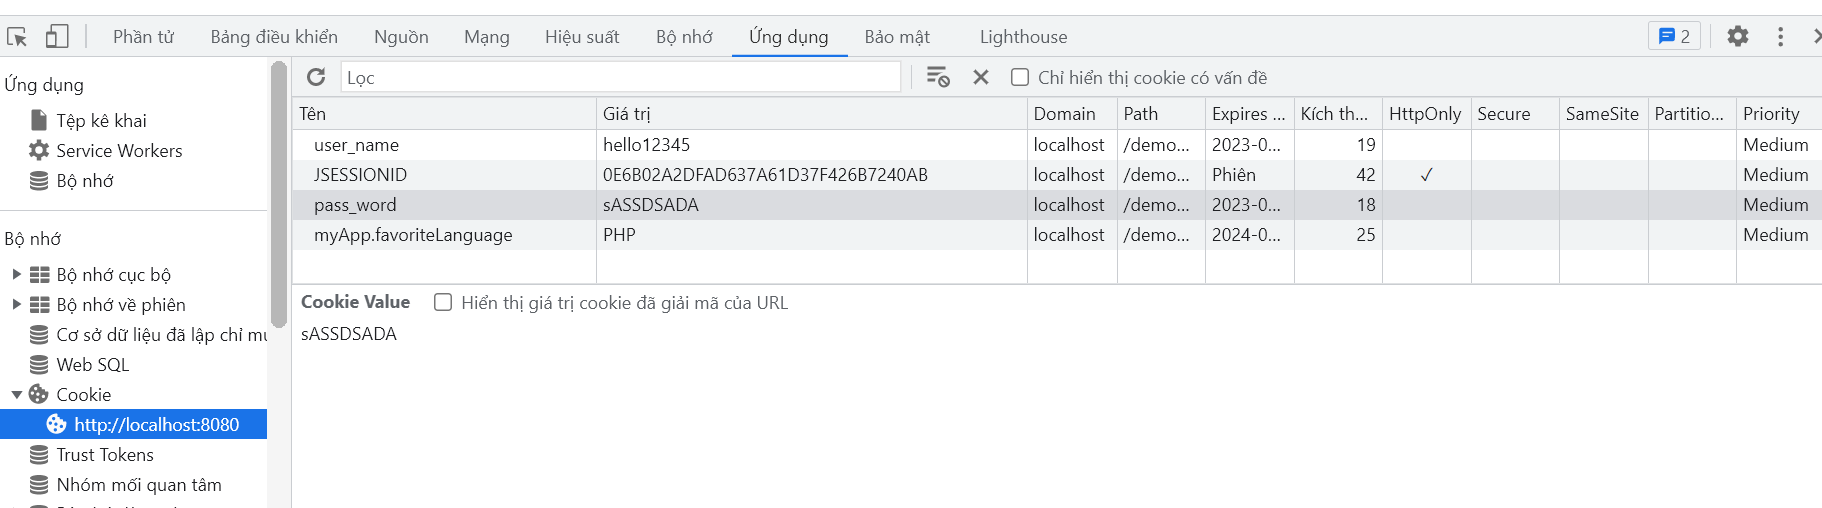 Phần tử Bảng điều khiển Nguồn Mạng Hiệu suất Bộ nhớ Ứng dụng Bảo mật Lighthouse 2
Ứng dụng
Tệp kê khai
Service Workers
Bộ nhớ
Bộ nhớ
Bộ nhớ cục bộ
Bộ nhớ về phiên
Cơ sở dữ liệu đã lập chỉ mụ
Web SQL
Cookie
http://localhost:8080
Trust Tokens
Nhóm mối quan tâm
Lọc Chỉ hiển thị cookie có vấn đề
Tên Giá trị Domain Path Expires ... Kích th... HttpOnly Secure SameSite Partitio... Priority
user_name hello12345 localhost /demo... 2023-0... 19 Medium
JSESSIONID 0E6B02A2DFAD637A61D37F426B7240AB localhost /demo... Phiên 42 ✓ Medium
pass_word sASSDSADA localhost /demo... 2023-0... 18 Medium
myApp.favoriteLanguage PHP localhost /demo... 2024-0... 25 Medium
Cookie Value Hiển thị giá trị cookie đã giải mã của URL
sASSDSADA